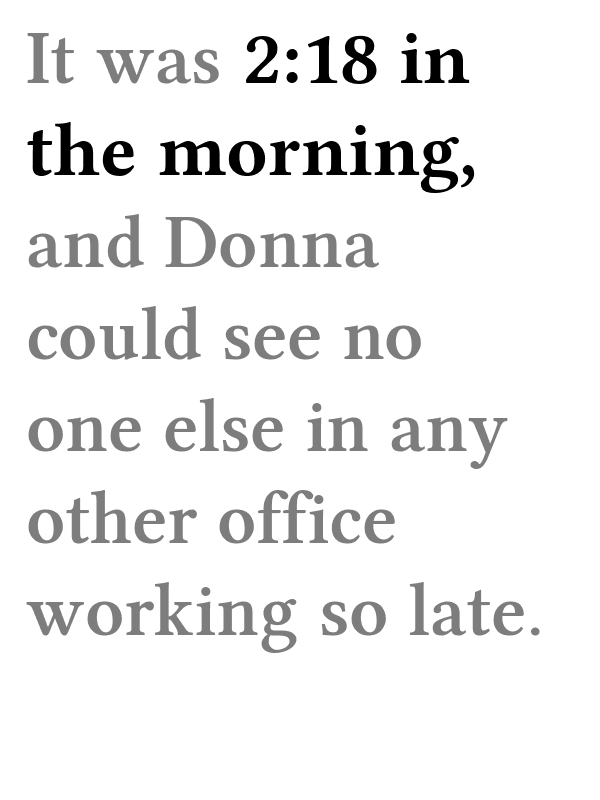 It was 2:18 in
the morning,
and Donna
could see no
one else in any
other office
working so late.